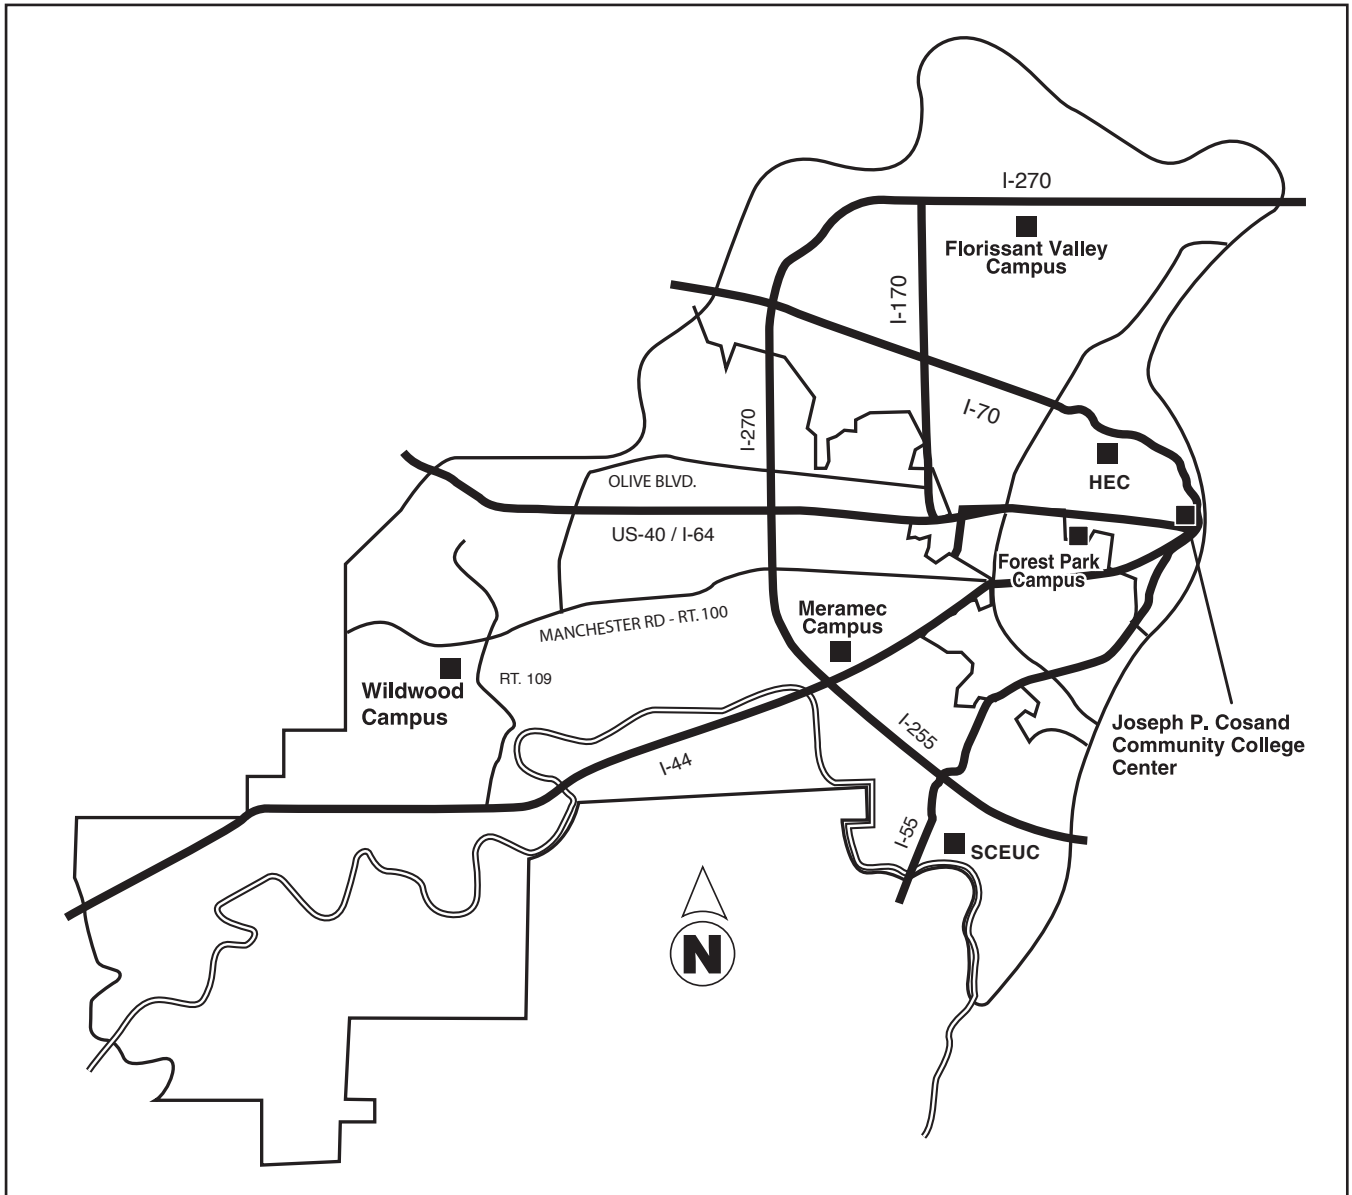 I-270
Florissant Valley
Campus
I-170
I-70
I-270
HEC
OLIVE BLVD.
US-40 / I-64
Forest Park
Campus
Meramec
Campus
MANCHESTER RD - RT. 100
RT. 109
Wildwood
Campus
I-255
Joseph P. Cosand
Community College
Center
I-44
I-55
SCEUC
N